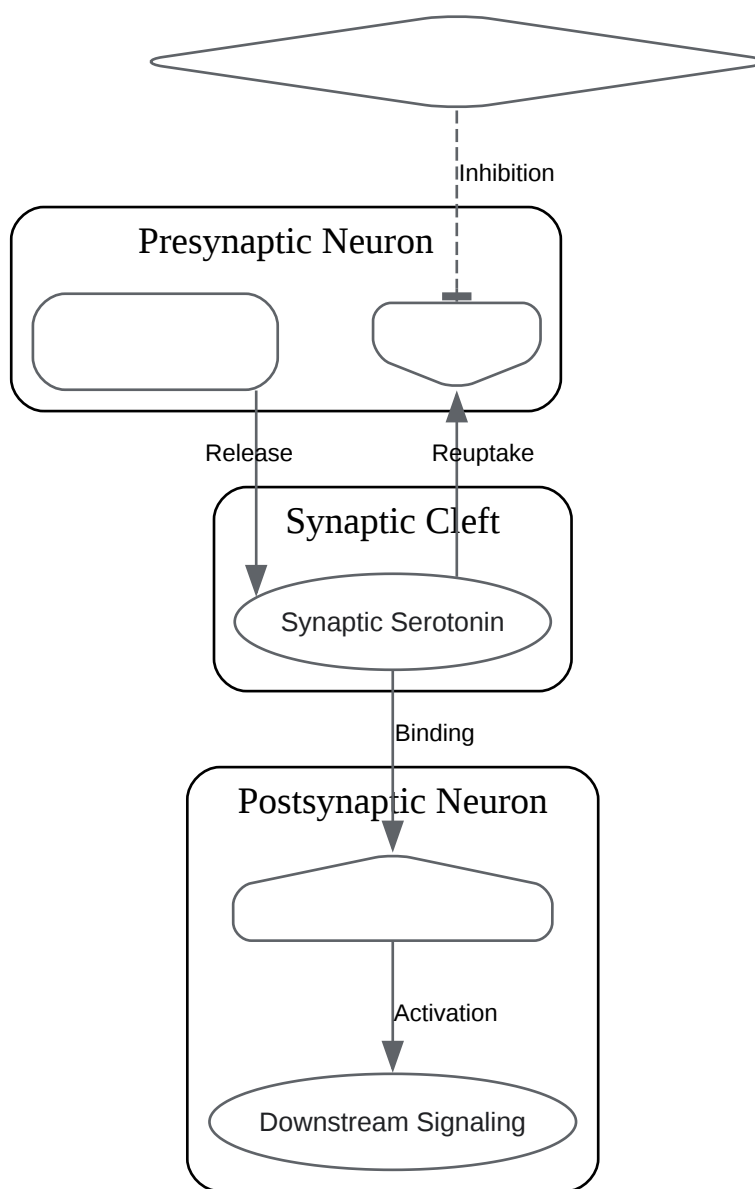 Inhibition
Presynaptic Neuron
Release
Reuptake
Synaptic Cleft
Synaptic Serotonin
Binding
Postsynaptic Neuron
Activation
Downstream Signaling